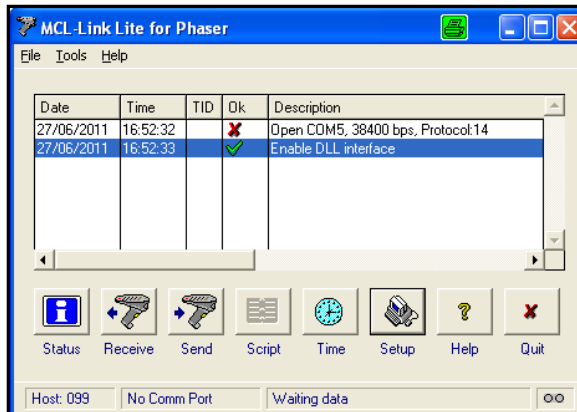 MCL-Link Lite for Phaser
File Tools Help
Date Time TID Ok Description
27/06/2011 16:52:32 Open COM5, 38400 bps, Protocol:14
27/06/2011 16:52:33 Enable DLL interface
Status Receive Send Script Time Setup Help Quit
Host: 099 No Comm Port Waiting data